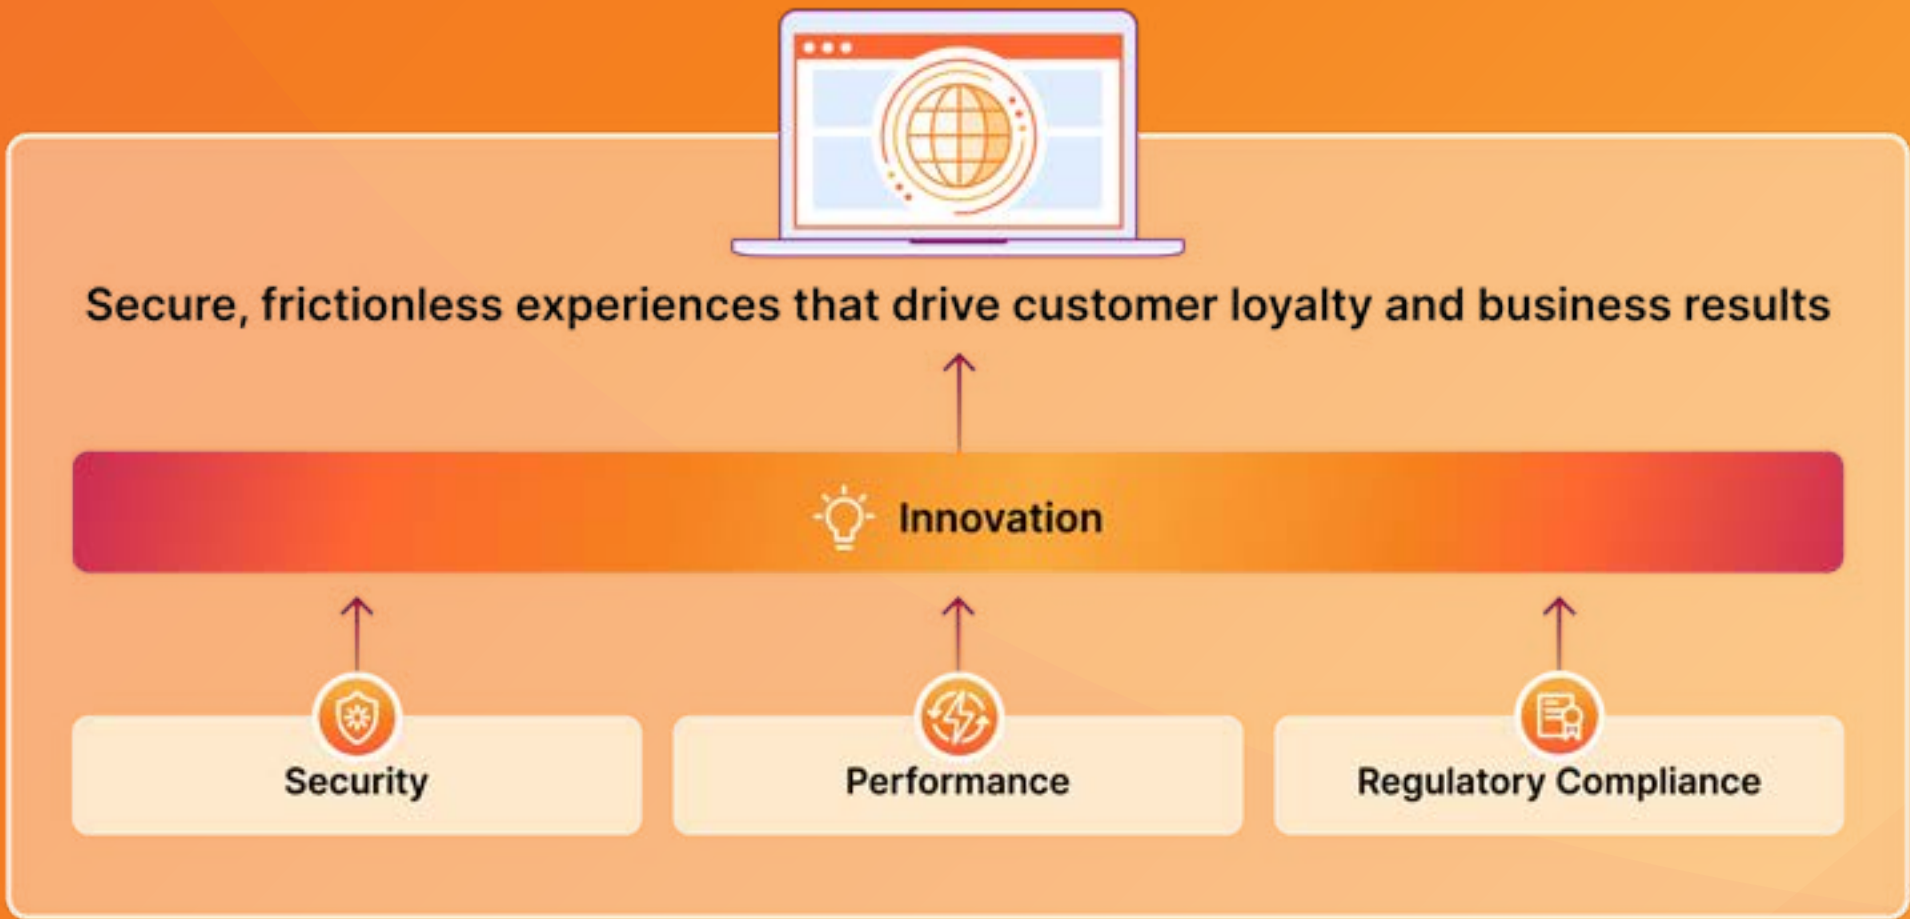 Secure, frictionless experiences that drive customer loyalty and business results
Innovation
Security
Performance
Regulatory Compliance